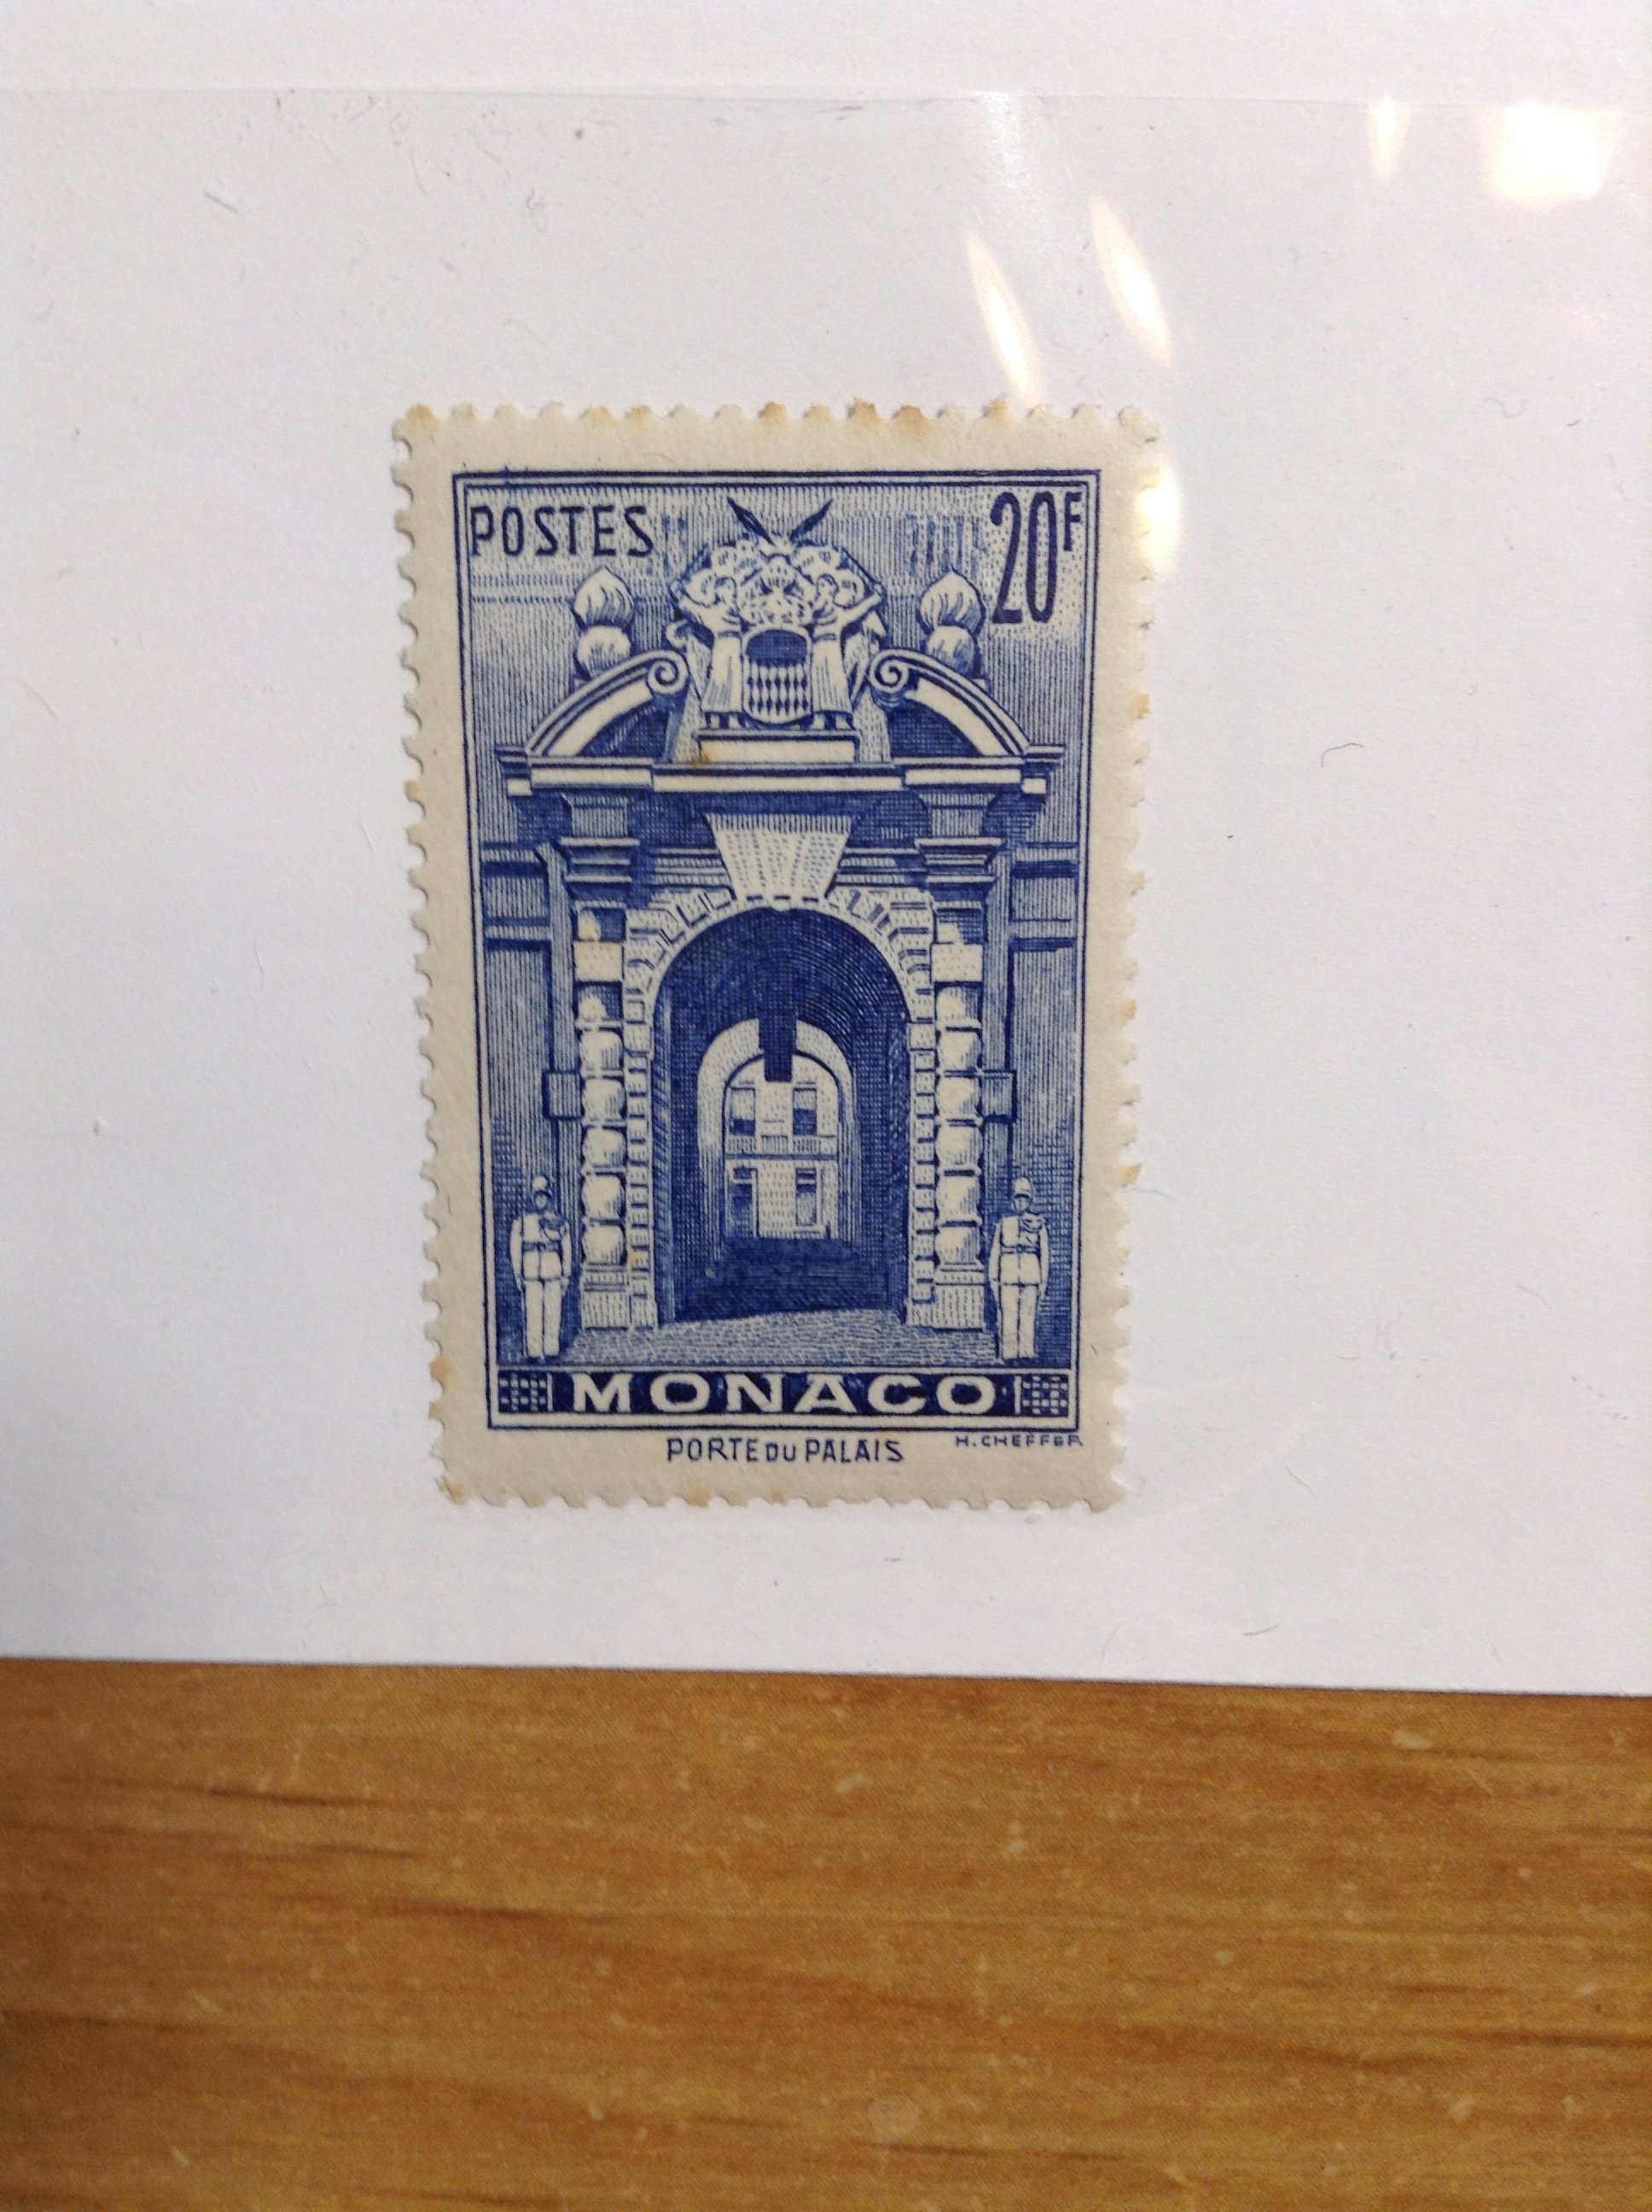 POSTES
20F
MONACO
PORTE DU PALAIS
H. CHEFFER